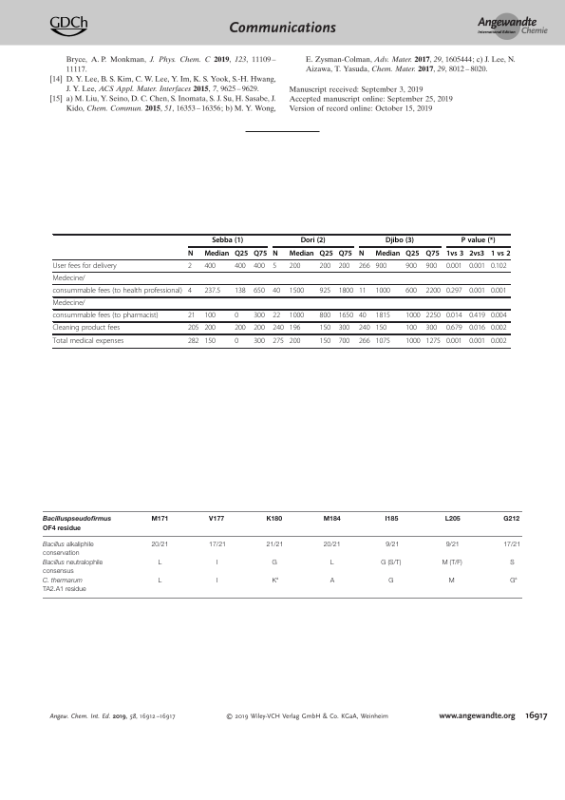 GDCh
Communications
Angewandte
International Edition Chemie
Bryce, A. P. Monkman, J. Phys. Chem. C 2019, 123, 11109–
11117.
[14] D. Y. Lee, B. S. Kim, C. W. Lee, Y. Im, K. S. Yook, S.-H. Hwang,
J. Y. Lee, ACS Appl. Mater. Interfaces 2015, 7, 9625–9629.
[15] a) M. Liu, Y. Seino, D. C. Chen, S. Inomata, S. J. Su, H. Sasabe, J.
Kido, Chem. Commun. 2015, 51, 16353–16356; b) M. Y. Wong,
E. Zysman-Colman, Adv. Mater. 2017, 29, 1605444; c) J. Lee, N.
Aizawa, T. Yasuda, Chem. Mater. 2017, 29, 8012–8020.
Manuscript received: September 3, 2019
Accepted manuscript online: September 25, 2019
Version of record online: October 15, 2019
Sebba (1) Dori (2) Djibo (3) P value (*)
N Median Q25 Q75 N Median Q25 Q75 N Median Q25 Q75 1vs 3 2vs3 1 vs 2
User fees for delivery 2 400 400 400 5 200 200 200 266 900 900 900 0.001 0.001 0.102
Medecine/
consummable fees (to health professional) 4 237.5 138 650 40 1500 925 1800 11 1000 600 2200 0.297 0.001 0.001
Medecine/
consummable fees (to pharmacist) 21 100 0 300 22 1000 800 1650 40 1815 1000 2250 0.014 0.419 0.004
Cleaning product fees 205 200 200 200 240 196 150 300 240 150 100 300 0.679 0.016 0.002
Total medical expenses 282 150 0 300 275 200 150 700 266 1075 1000 1275 0.001 0.001 0.002
Bacilluspseudofirmus M171 V177 K180 M184 I185 L205 G212
OF4 residue
Bacillus alkaliphile 20/21 17/21 21/21 20/21 9/21 9/21 17/21
conservation
Bacillus neutralophile L I G L G (S/T) M (T/F) S
consensus
C. thermarum L I K* A G M G*
TA2.A1 residue
Angew. Chem. Int. Ed. 2019, 58, 16912–16917 © 2019 Wiley-VCH Verlag GmbH & Co. KGaA, Weinheim www.angewandte.org 16917